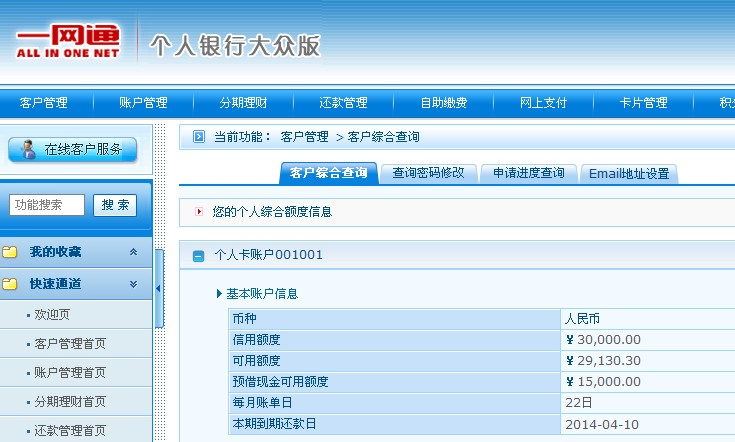 一网通
ALL IN ONE NET
个人银行大众版
客户管理 账户管理 分期理财 还款管理 自助缴费 网上支付 卡片管理
在线客户服务
当前功能： 客户管理 > 客户综合查询
客户综合查询 查询密码修改 申请进度查询 Email地址设置
功能搜索 搜 索
您的个人综合额度信息
我的收藏
个人卡账户001001
快速通道
基本账户信息
欢迎页
币种 人民币
信用额度 ¥ 30,000.00
客户管理首页
可用额度 ¥ 29,130.30
账户管理首页
预借现金可用额度 ¥ 15,000.00
分期理财首页
每月账单日 22日
本期到期还款日 2014-04-10
还款管理首页